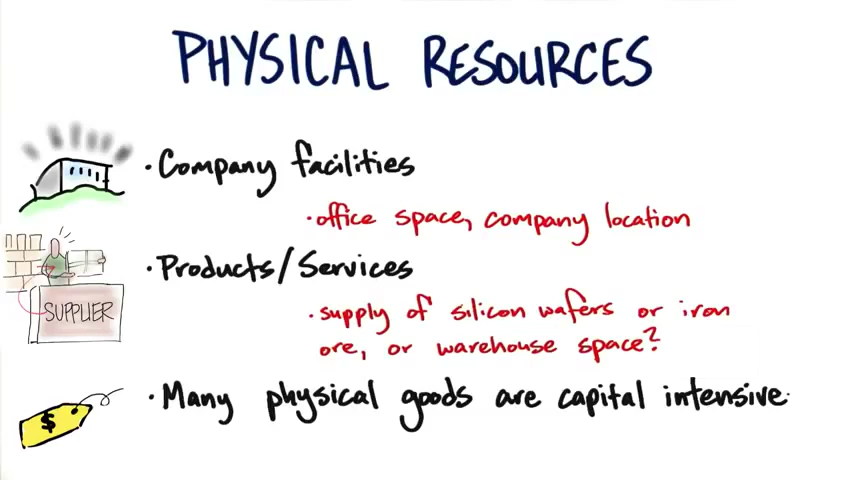 PHYSICAL RESOURCES
· Company facilities
· office space, company location
· Products/Services
· supply of silicon wafers or iron
ore, or warehouse space?
SUPPLIER
· Many physical goods are capital intensive
$